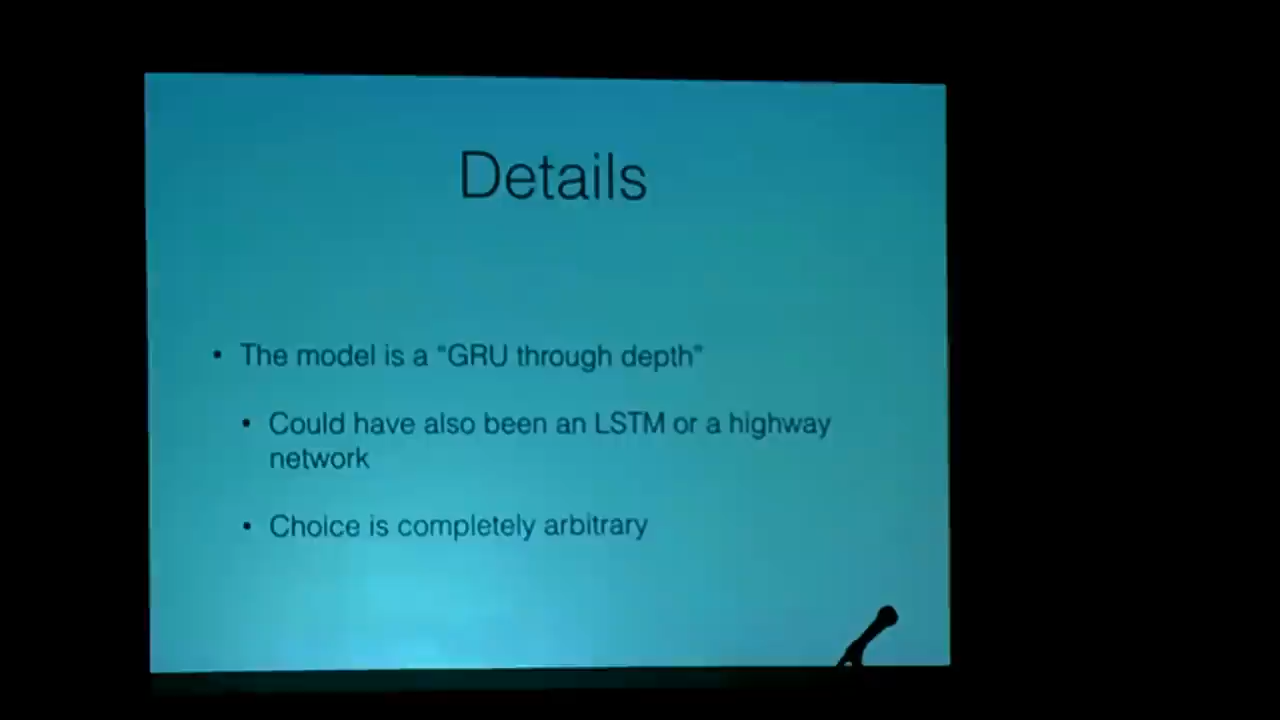 Details
• The model is a "GRU through depth"
• Could have also been an LSTM or a highway
network
• Choice is completely arbitrary